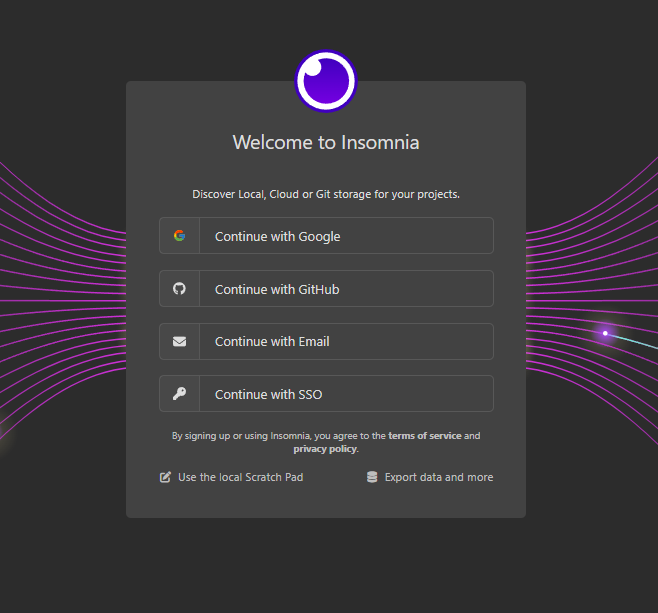 Welcome to Insomnia
Discover Local, Cloud or Git storage for your projects.
Continue with Google
Continue with GitHub
Continue with Email
Continue with SSO
By signing up or using Insomnia, you agree to the terms of service and
privacy policy.
Use the local Scratch Pad
Export data and more